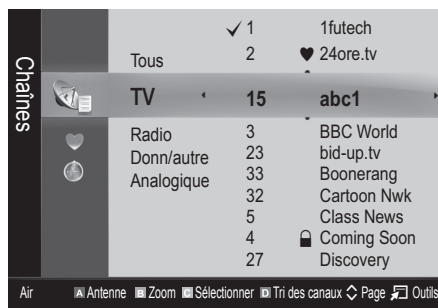 Chaînes
1 1futech
Tous 2 24ore.tv
TV 15 abc1
Radio 3 BBC World
Donn/autre 23 bid-up.tv
Analogique 33 Boonerang
32 Cartoon Nwk
5 Class News
4 Coming Soon
27 Discovery
Air A Antenne B Zoom C Sélectionner D Tri des canaux Page Outils